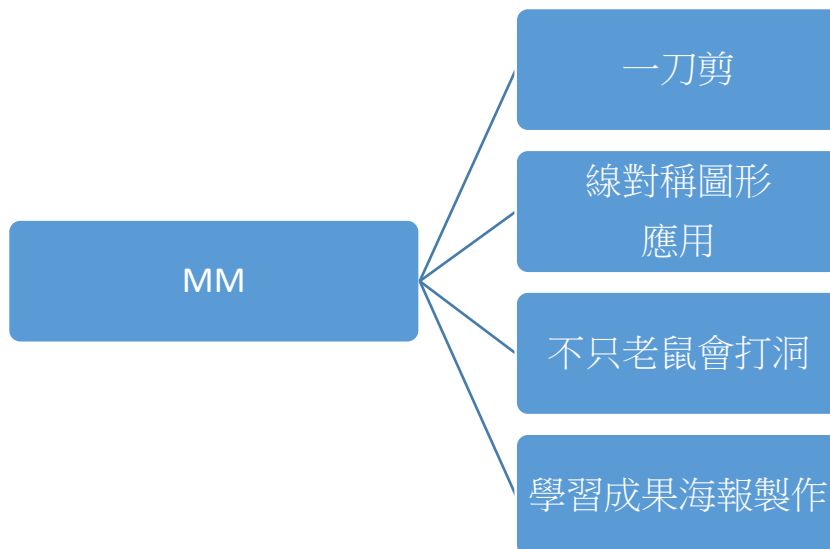 MM
一刀剪
線對稱圖形
應用
不只老鼠會打洞
學習成果海報製作